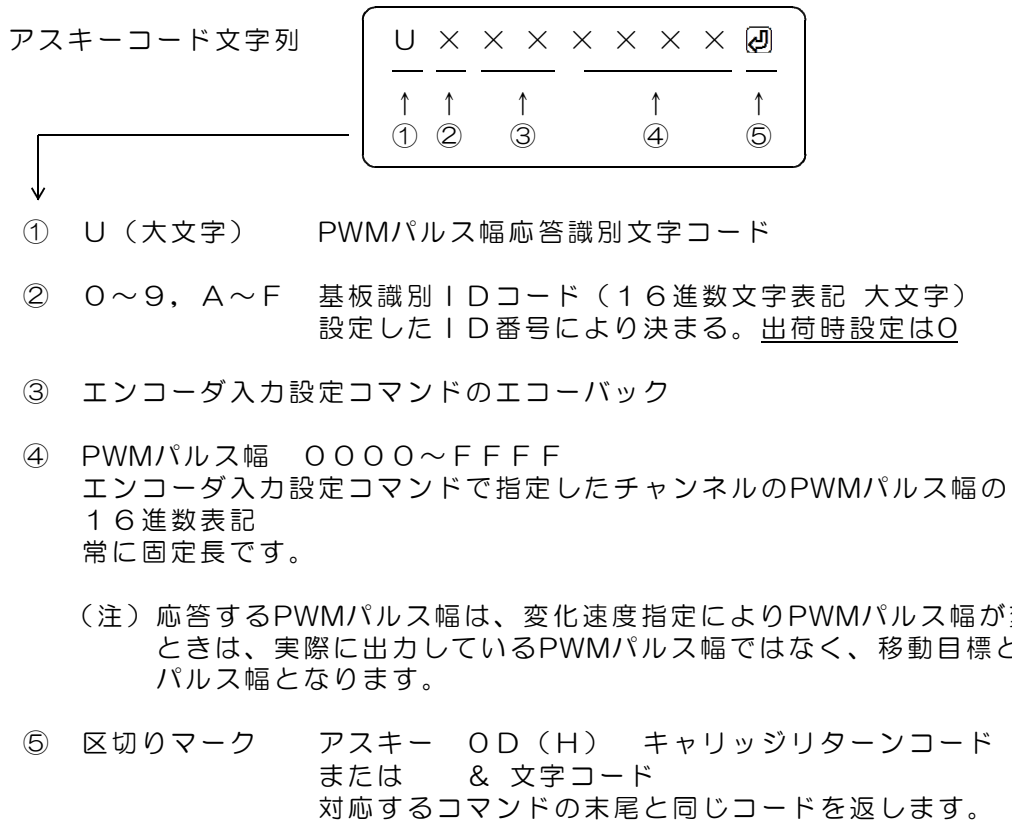 アスキーコード文字列　　Ｕ × × × × × × ×
↑ ↑ ↑ ↑ ↑
① ② ③ ④ ⑤
①　Ｕ（大文字）　　PWMパルス幅応答識別文字コード
②　０～９，Ａ～Ｆ　基板識別ＩＤコード（１６進数文字表記 大文字）
設定したＩＤ番号により決まる。出荷時設定は0
③　エンコーダ入力設定コマンドのエコーバック
④　PWMパルス幅　００００～ＦＦＦＦ
エンコーダ入力設定コマンドで指定したチャンネルのPWMパルス幅の
１６進数表記
常に固定長です。
（注）応答するPWMパルス幅は、変化速度指定によりPWMパルス幅が
ときは、実際に出力しているPWMパルス幅ではなく、移動目標と
パルス幅となります。
⑤　区切りマーク　　アスキー　０Ｄ（Ｈ）　キャリッジリターンコード
または　　＆ 文字コード
対応するコマンドの末尾と同じコードを返します。